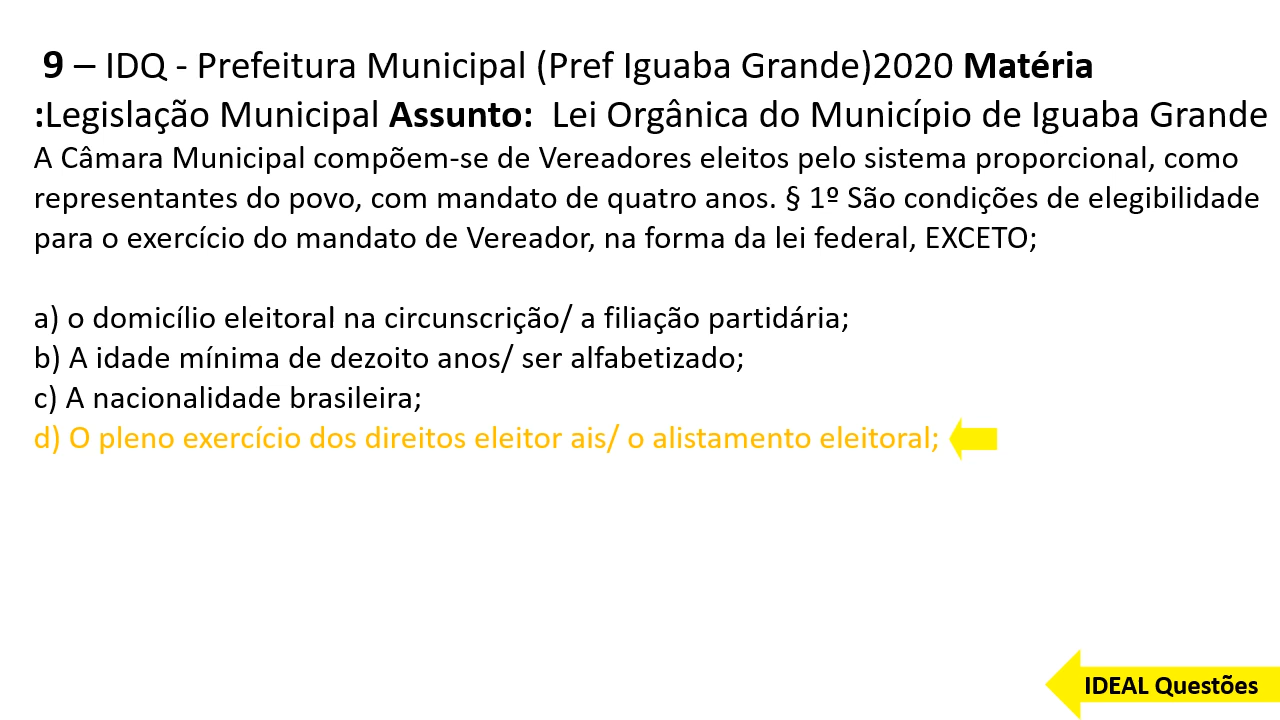 9 – IDQ - Prefeitura Municipal (Pref Iguaba Grande)2020 Matéria
:Legislação Municipal Assunto: Lei Orgânica do Município de Iguaba Grande
A Câmara Municipal compõem-se de Vereadores eleitos pelo sistema proporcional, como
representantes do povo, com mandato de quatro anos. § 1º São condições de elegibilidade
para o exercício do mandato de Vereador, na forma da lei federal, EXCETO;
a) o domicílio eleitoral na circunscrição/ a filiação partidária;
b) A idade mínima de dezoito anos/ ser alfabetizado;
c) A nacionalidade brasileira;
d) O pleno exercício dos direitos eleitor ais/ o alistamento eleitoral;
IDEAL Questões